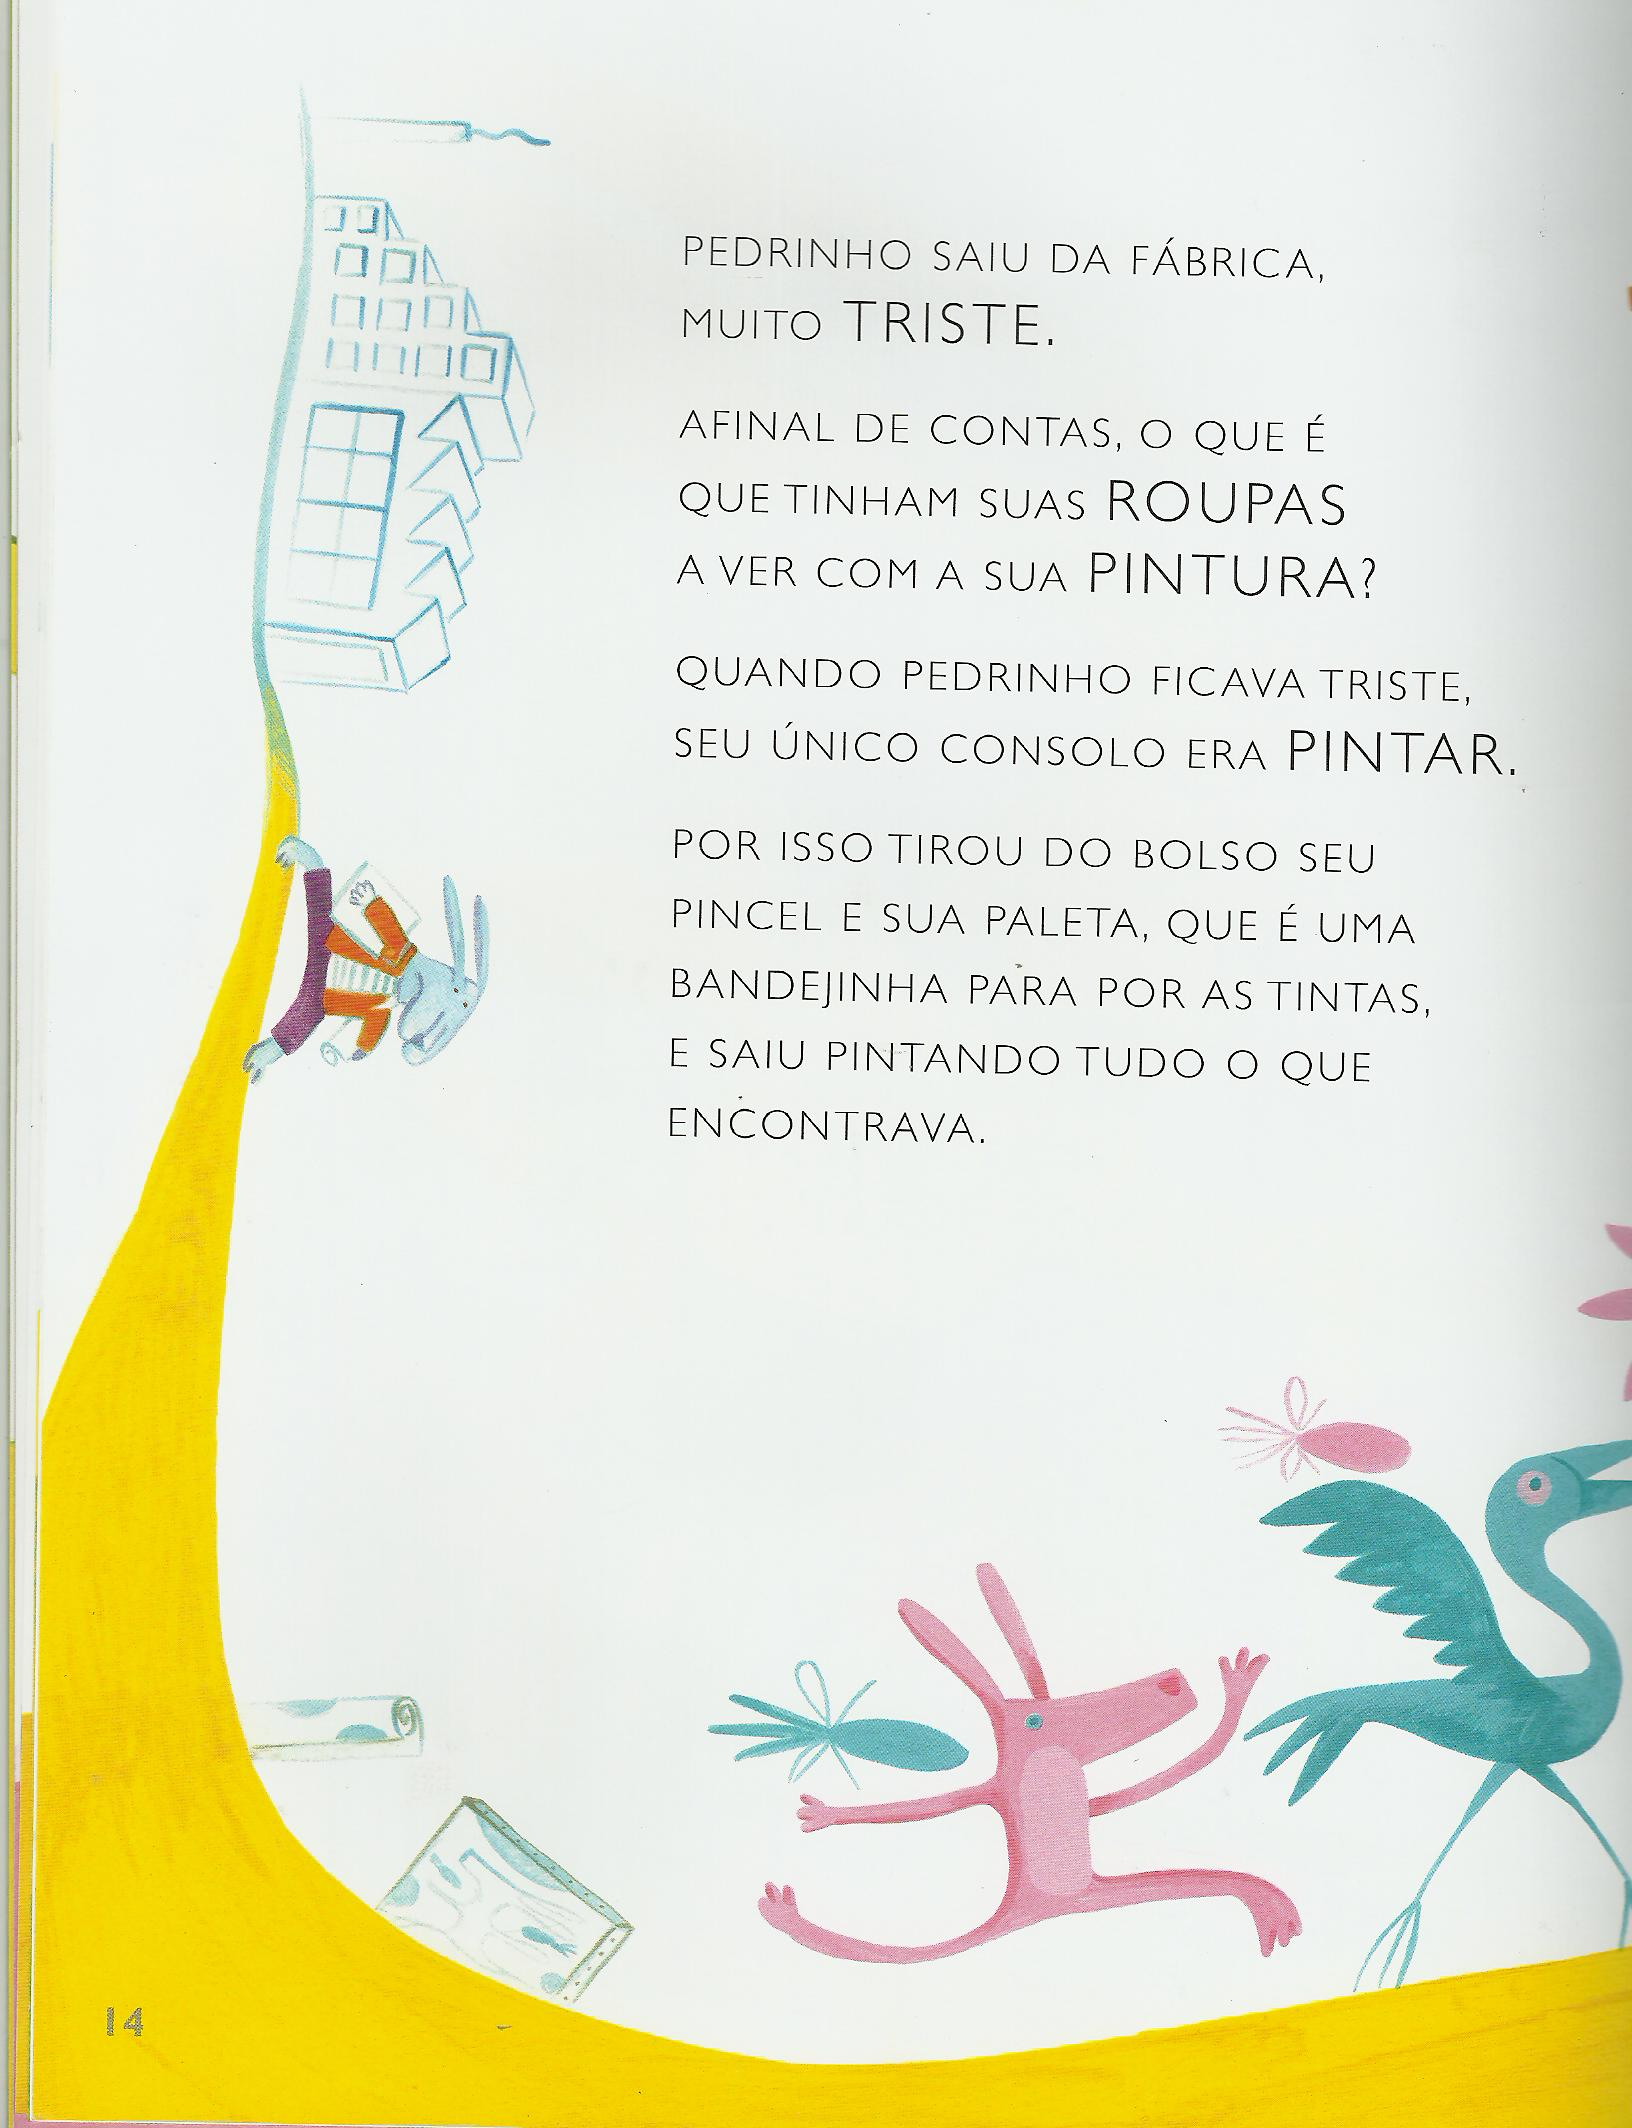 PEDRINHO SAIU DA FÁBRICA,
MUITO TRISTE.
AFINAL DE CONTAS, O QUE É
QUE TINHAM SUAS ROUPAS
A VER COM A SUA PINTURA?
QUANDO PEDRINHO FICAVA TRISTE,
SEU ÚNICO CONSOLO ERA PINTAR.
POR ISSO TIROU DO BOLSO SEU
PINCEL E SUA PALETA, QUE É UMA
BANDEJINHA PARA POR AS TINTAS,
E SAIU PINTANDO TUDO O QUE
ENCONTRAVA.
14